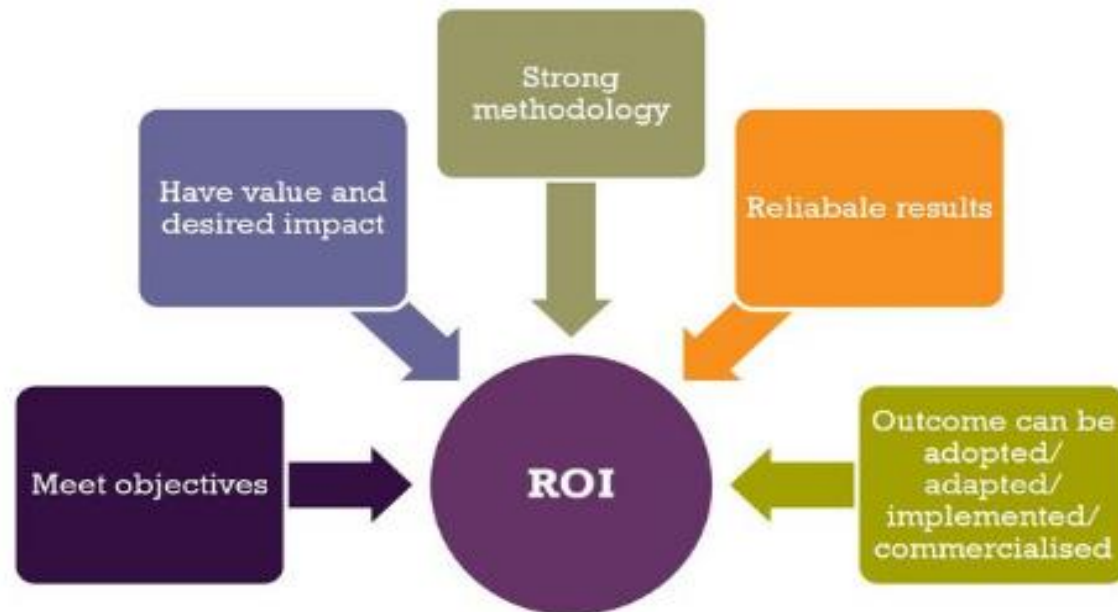 Strong
methodology
Have value and
desired impact
Reliabale results
Meet objectives
ROI
Outcome can be
adopted/
adapted/
implemented/
commercialised